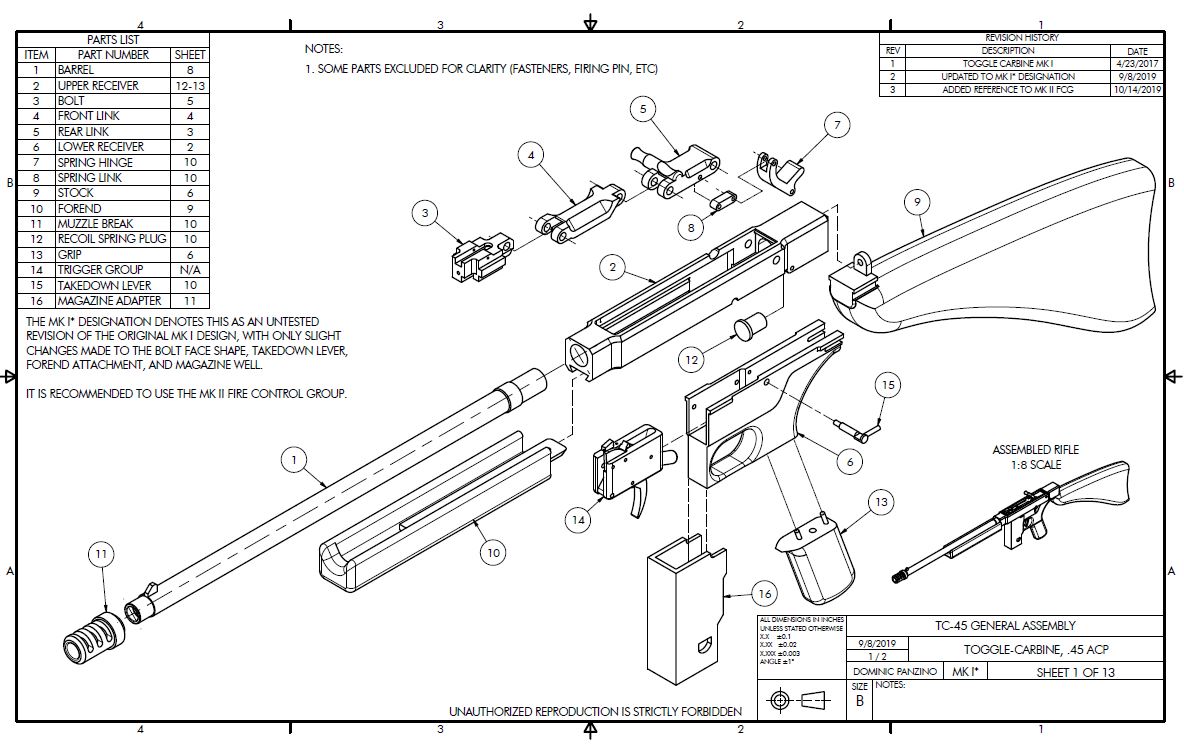 4 3 2 1
PARTS LIST
ITEM PART NUMBER SHEET
1 BARREL 8
2 UPPER RECEIVER 12-13
3 BOLT 5
4 FRONT LINK 4
5 REAR LINK 3
6 LOWER RECEIVER 2
7 SPRING HINGE 10
8 SPRING LINK 10
9 STOCK 6
10 FOREND 9
11 MUZZLE BREAK 10
12 RECOIL SPRING PLUG 10
13 GRIP 6
14 TRIGGER GROUP N/A
15 TAKEDOWN LEVER 10
16 MAGAZINE ADAPTER 11
THE MK I* DESIGNATION DENOTES THIS AS AN UNTESTED
REVISION OF THE ORIGINAL MK I DESIGN, WITH ONLY SLIGHT
CHANGES MADE TO THE BOLT FACE SHAPE, TAKEDOWN LEVER,
FOREND ATTACHMENT, AND MAGAZINE WELL.
IT IS RECOMMENDED TO USE THE MK II FIRE CONTROL GROUP.
NOTES:
1. SOME PARTS EXCLUDED FOR CLARITY (FASTENERS, FIRING PIN, ETC)
REVISION HISTORY
REV DESCRIPTION DATE
1 TOGGLE CARBINE MK I 4/23/2017
2 UPDATED TO MK I* DESIGNATION 9/8/2019
3 ADDED REFERENCE TO MK II FCG 10/14/2019
B
B
5
7
4
9
3
8
2
12
15
1
6
14
13
10
11
16
ASSEMBLED RIFLE
1:8 SCALE
A
A
ALL DIMENSIONS IN INCHES
UNLESS STATED OTHERWISE
X.X ±0.1
X.XX ±0.02
X.XXX ±0.003
ANGLE ±1°
TC-45 GENERAL ASSEMBLY
9/8/2019
1 / 2
TOGGLE-CARBINE, .45 ACP
DOMINIC PANZINO MK I* SHEET 1 OF 13
SIZE
B
NOTES:
UNAUTHORIZED REPRODUCTION IS STRICTLY FORBIDDEN
4 3 2 1